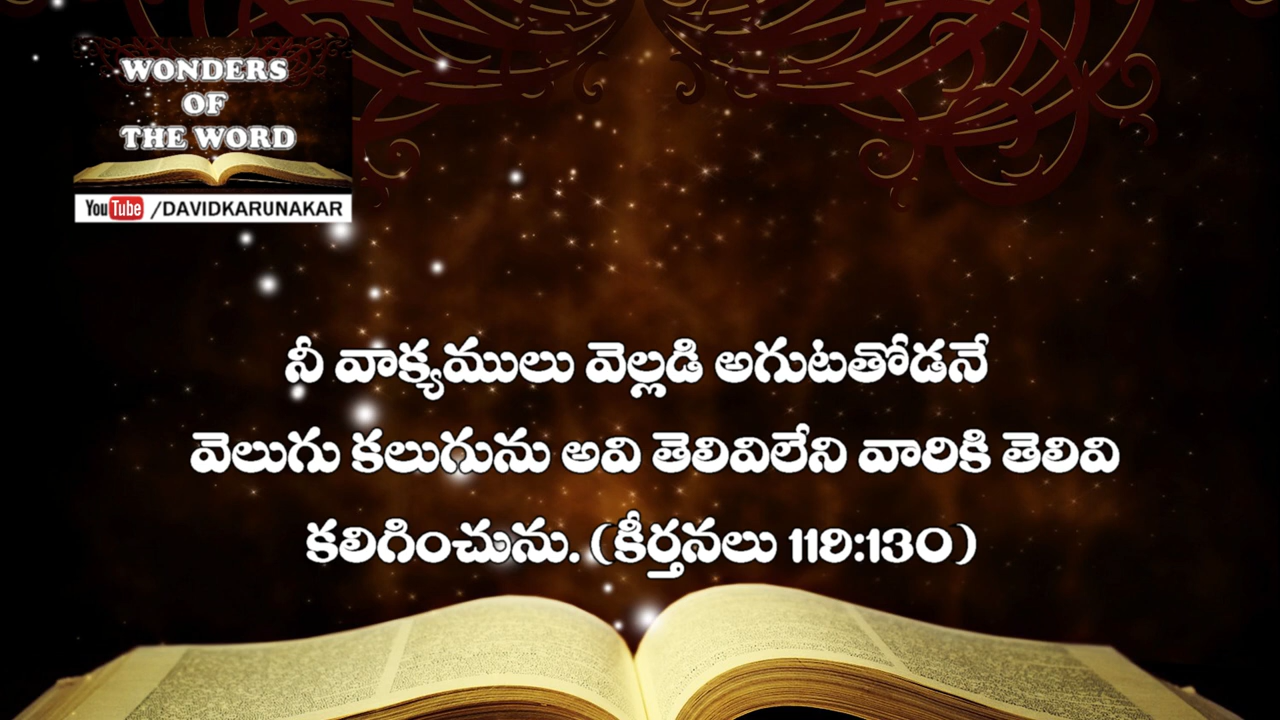 WONDERS
OF
THE WORD
YouTube /DAVIDKARUNAKAR
నీ వాక్యములు వెల్లడి అగుటతోడనే
వెలుగు కలుగును అవి తెలివిలేని వారికి తెలివి
కలిగించును. (కీర్తనలు 119:130)